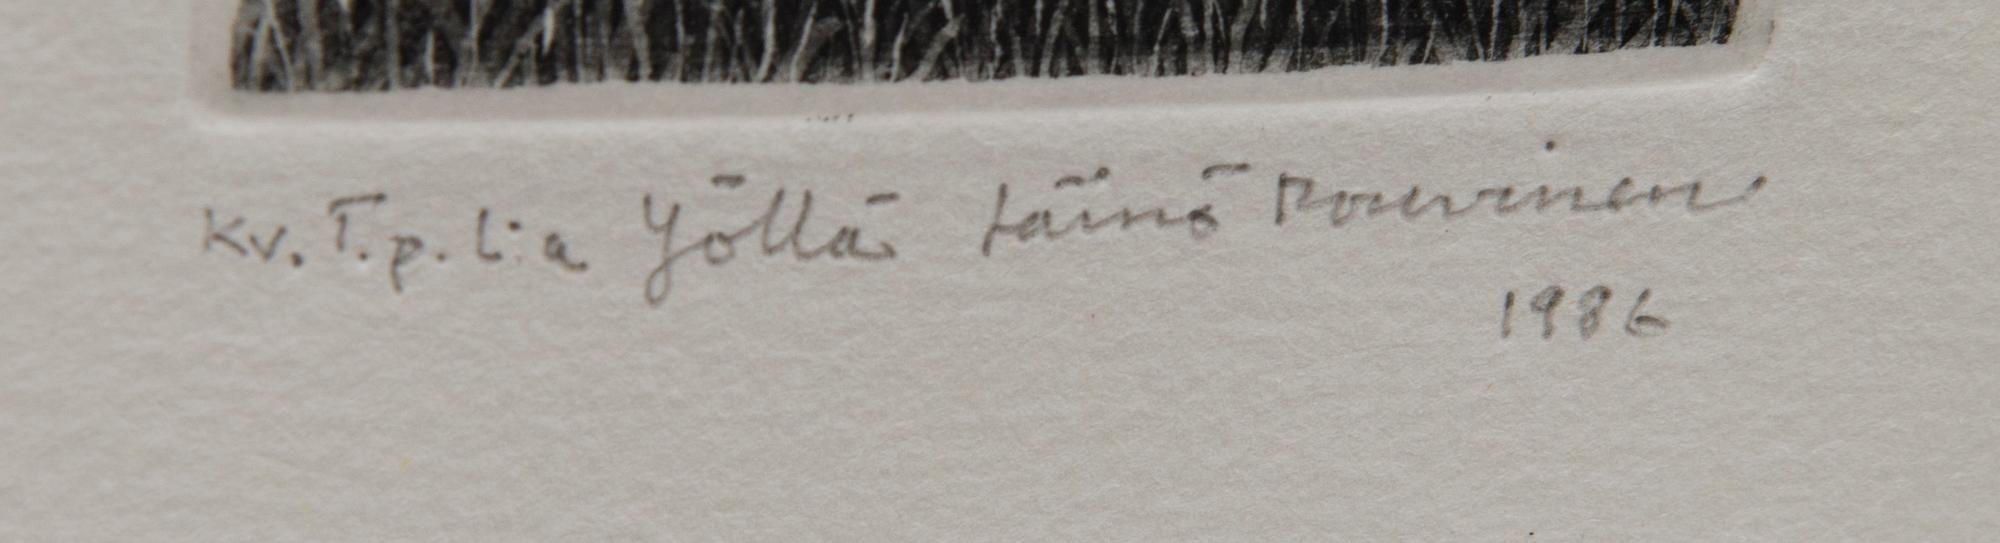 Kv. T.p. l:a Yöllä Väinö Rouvinen
1986